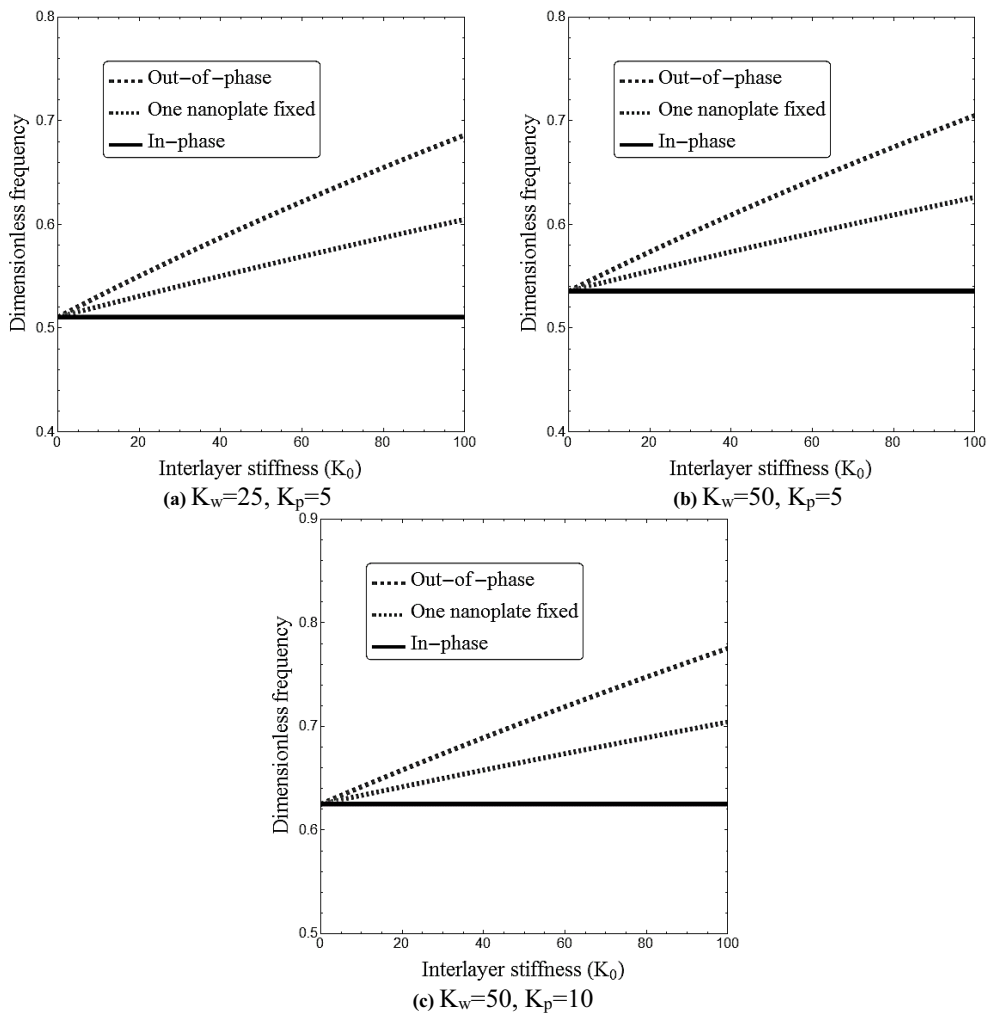 0.8
0.7
0.6
0.5
0.4
Dimensionless frequency
Out-of-phase
One nanoplate fixed
In-phase
0 20 40 60 80 100
Interlayer stiffness (K₀)
(a) Kw=25, Kp=5
0.8
0.7
0.6
0.5
0.4
Dimensionless frequency
Out-of-phase
One nanoplate fixed
In-phase
0 20 40 60 80 100
Interlayer stiffness (K₀)
(b) Kw=50, Kp=5
0.9
0.8
0.7
0.6
0.5
Dimensionless frequency
Out-of-phase
One nanoplate fixed
In-phase
0 20 40 60 80 100
Interlayer stiffness (K₀)
(c) Kw=50, Kp=10